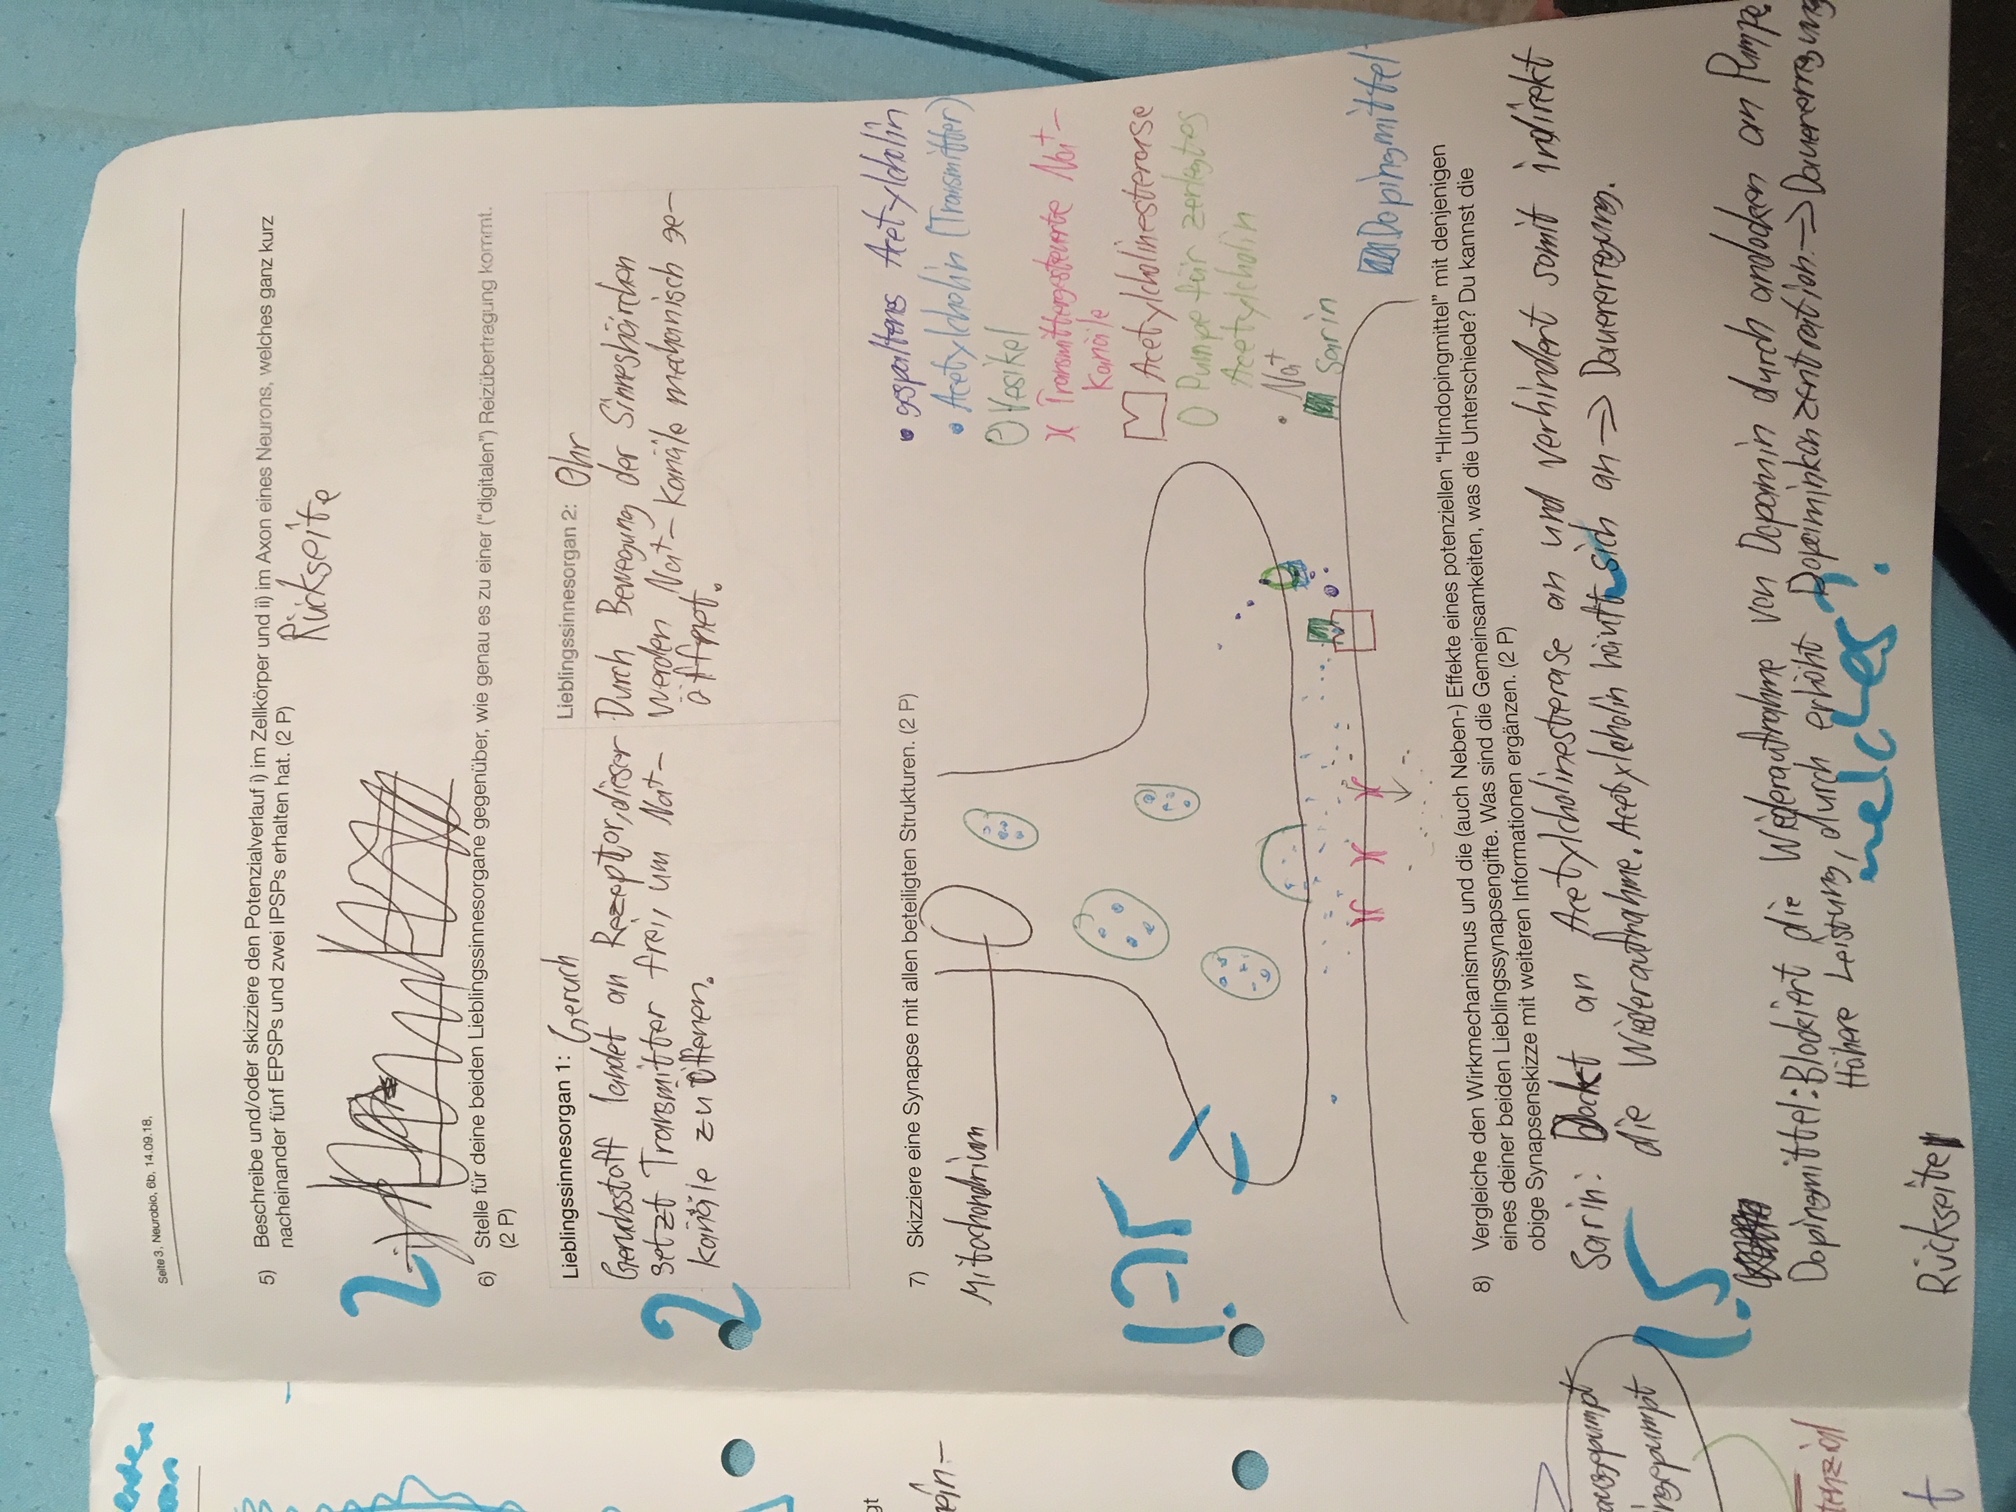 enden
Seite 3, Neurobio, 6b, 14.09.18,
5) Beschreibe und/oder skizziere den Potenzialverlauf i) im Zellkörper und ii) im Axon eines Neurons, welches ganz kurz
nacheinander fünf EPSPs und zwei IPSPs erhalten hat. (2 P)
Rückseite
2
i)
6) Stelle für deine beiden Lieblingssinnesorgane gegenüber, wie genau es zu einer ("digitalen") Reizübertragung kommt.
(2 P)
Lieblingssinnesorgan 1: Geruch
Geruchsstoff landet an Rezeptor, dieser
setzt Transmitter frei, um Na+-
kanäle zu öffenen.
2
Lieblingssinnesorgan 2: Ohr
Durch Bewegung der Sinneshärchen
werden Na+-Kanäle mechanisch ge-
öffnet.
gt
ein-
7) Skizziere eine Synapse mit allen beteiligten Strukturen. (2 P)
Mitochondrium
1.75
gespaltenes Acetylcholin
Acetylcholin (Transmitter)
Vesikel
Transmittergesteuerte Na+-
Kanäle
Acetylcholinesterase
Pumpe für zerlegtes
Acetylcholin
Na+
Sarin
Dopingmittel
8) Vergleiche den Wirkmechanismus und die (auch Neben-) Effekte eines potenziellen "HIrndopingmittel" mit denjenigen
eines deiner beiden Lieblingssynapsengifte. Was sind die Gemeinsamkeiten, was die Unterschiede? Du kannst die
obige Synapsenskizze mit weiteren Informationen ergänzen. (2 P)
Sarin: Dockt an Acetylcholinesterase an und verhindert somit indirekt
die Wiederaufnahme. Acetylcholin häuft sich an → Dauererregung.
1.5
Dopingmittel: Blockiert die Wiederaufnahme von Dopamin durch andocken an Pumpe.
Höhere Leistung, durch erhöht Dopaminkonzentration → Dauererregung
welches?
Rückseite
ausgepumpt
ingepumpt
tenzial
t